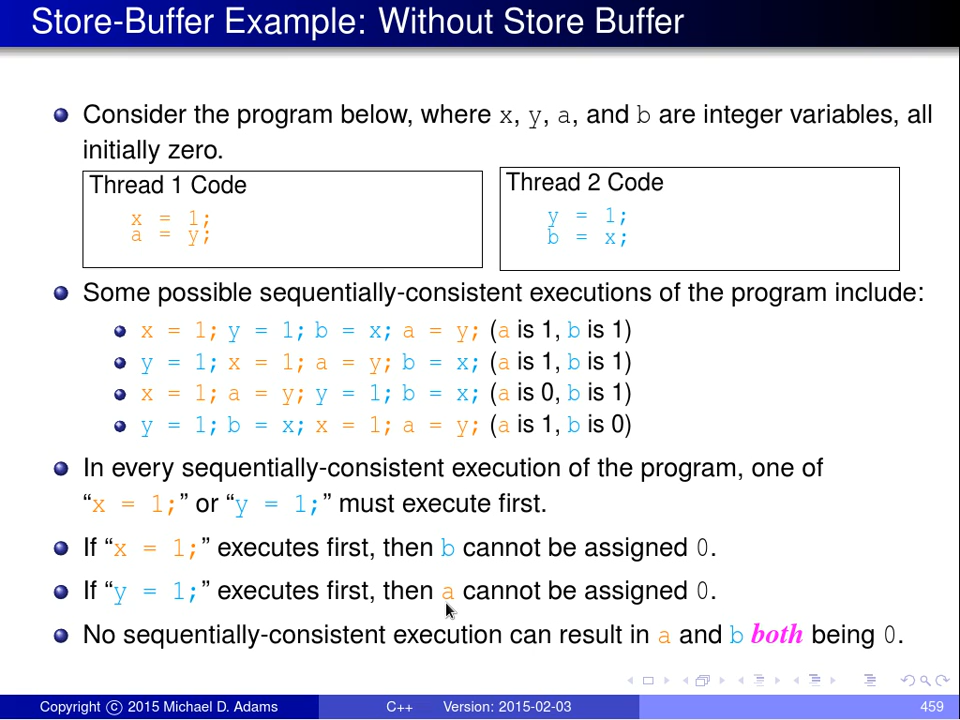 Store-Buffer Example: Without Store Buffer
Consider the program below, where x, y, a, and b are integer variables, all
initially zero.
Thread 1 Code
x = 1;
a = y;
Thread 2 Code
y = 1;
b = x;
Some possible sequentially-consistent executions of the program include:
x = 1; y = 1; b = x; a = y; (a is 1, b is 1)
y = 1; x = 1; a = y; b = x; (a is 1, b is 1)
x = 1; a = y; y = 1; b = x; (a is 0, b is 1)
y = 1; b = x; x = 1; a = y; (a is 1, b is 0)
In every sequentially-consistent execution of the program, one of
“x = 1;” or “y = 1;” must execute first.
If “x = 1;” executes first, then b cannot be assigned 0.
If “y = 1;” executes first, then a cannot be assigned 0.
No sequentially-consistent execution can result in a and b both being 0.
Copyright ⓒ 2015 Michael D. Adams C++ Version: 2015-02-03 459